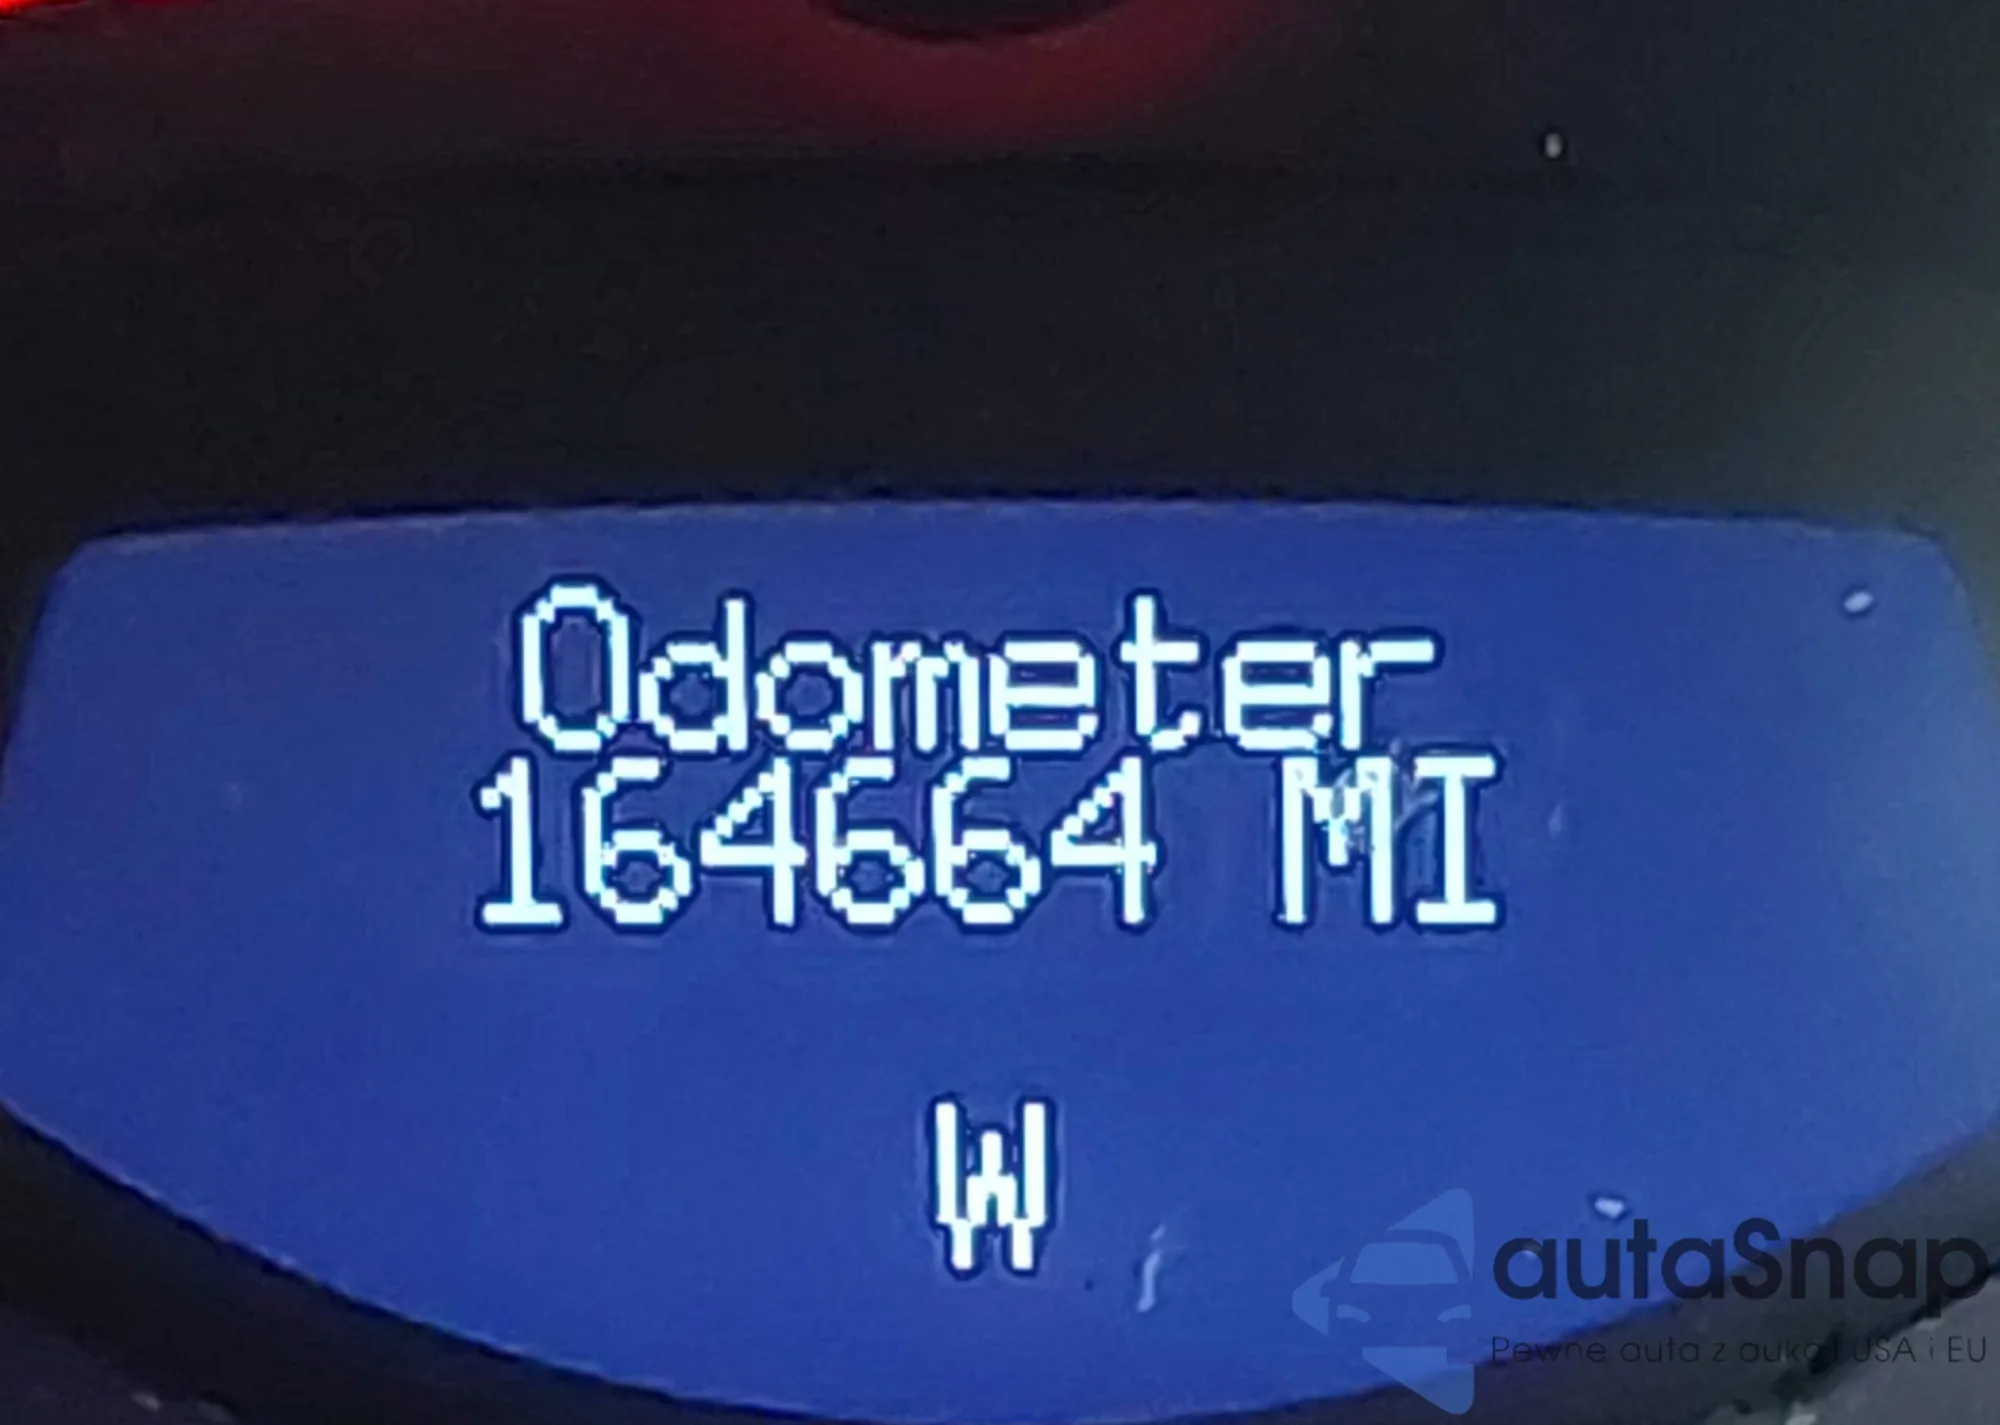 Odometer
164664 MI
W
autaSnap
Pewne auta z aukcji USA i EU